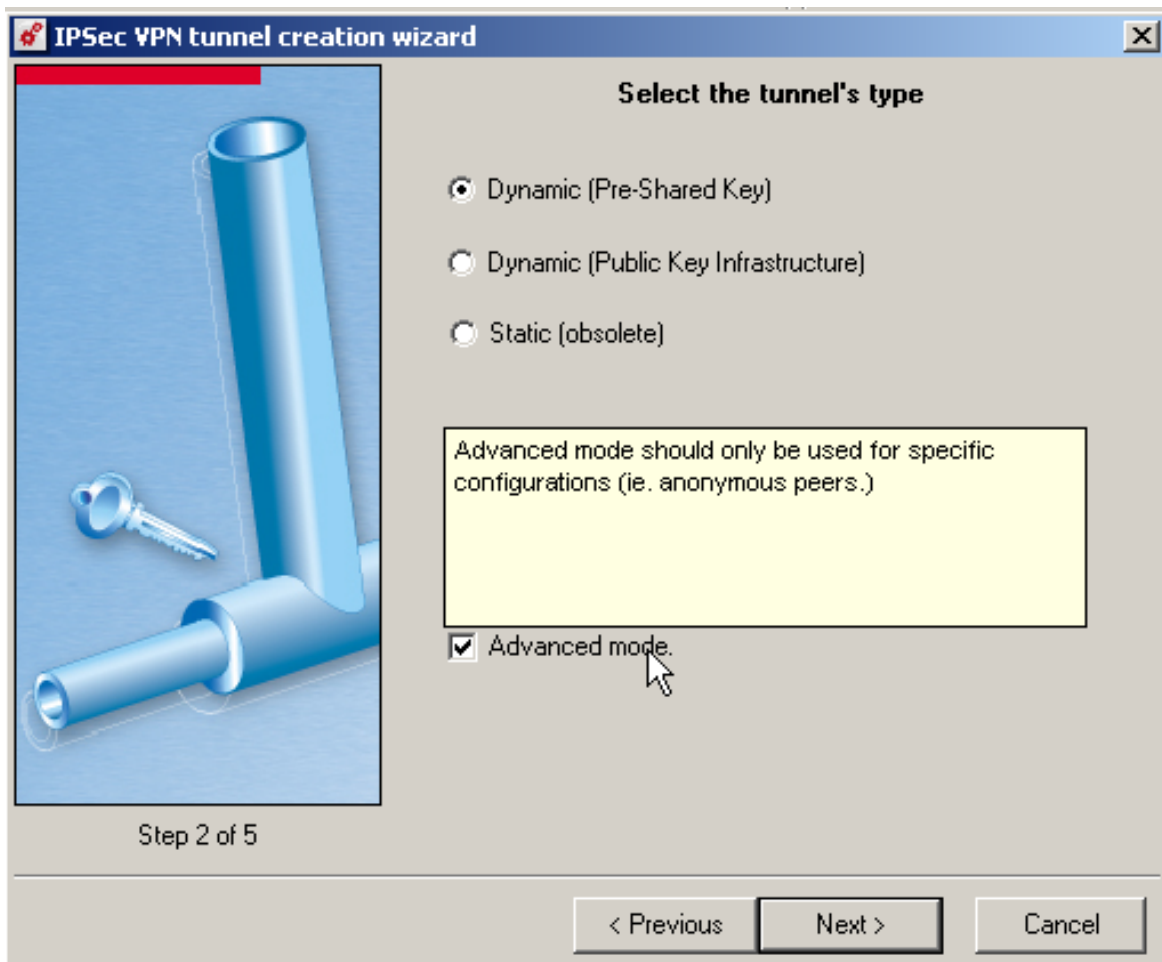 IPSec VPN tunnel creation wizard
Select the tunnel's type
Dynamic (Pre-Shared Key)
Dynamic (Public Key Infrastructure)
Static (obsolete)
Advanced mode should only be used for specific
configurations (ie. anonymous peers.)
Advanced mode.
Step 2 of 5
< Previous
Next >
Cancel